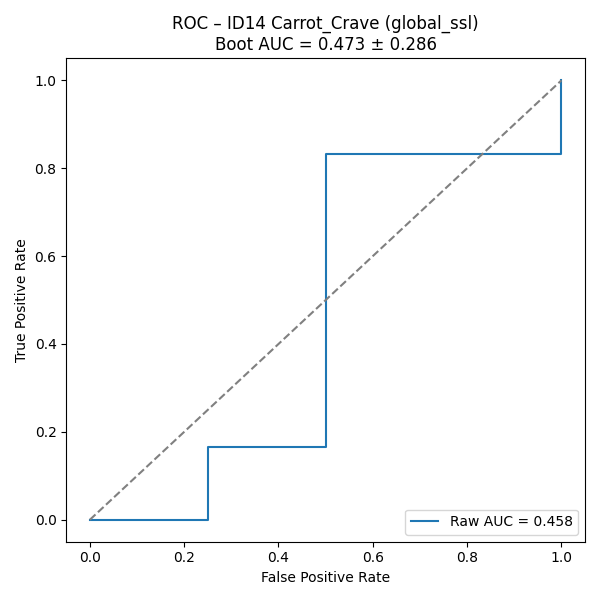 ROC – ID14 Carrot_Crave (global_ssl)
Boot AUC = 0.473 ± 0.286
True Positive Rate
1.0
0.8
0.6
0.4
0.2
0.0
0.0 0.2 0.4 0.6 0.8 1.0
False Positive Rate
Raw AUC = 0.458